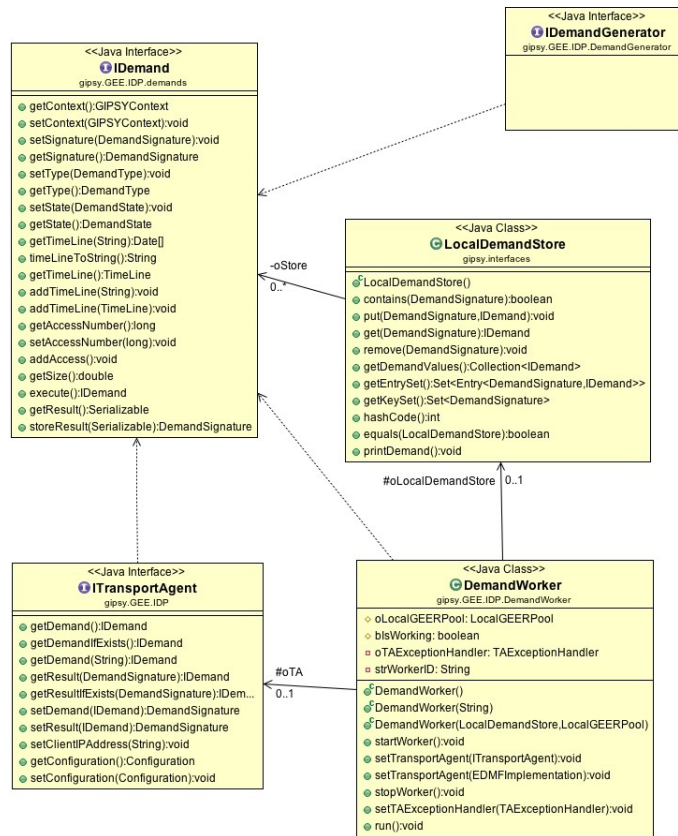 <<Java Interface>>
I IDemand
gipsy.GEE.IDP.demands
getContext():GIPSYContext
setContext(GIPSYContext):void
setSignature(DemandSignature):void
getSignature():DemandSignature
setType(DemandType):void
getType():DemandType
setState(DemandState):void
getState():DemandState
getTimeLine(String):Date[]
timeLineToString():String
getTimeLine():TimeLine
addTimeLine(String):void
addTimeLine(TimeLine):void
getAccessNumber():long
setAccessNumber(long):void
addAccess():void
getSize():double
execute():IDemand
getResult():Serializable
storeResult(Serializable):DemandSignature
<<Java Interface>>
I IDemandGenerator
gipsy.GEE.IDP.DemandGenerator
-oStore
0..*
<<Java Class>>
C LocalDemandStore
gipsy.interfaces
c LocalDemandStore()
contains(DemandSignature):boolean
put(DemandSignature,IDemand):void
get(DemandSignature):IDemand
remove(DemandSignature):void
getDemandValues():Collection<IDemand>
getEntrySet():Set<Entry<DemandSignature,IDemand>>
getKeySet():Set<DemandSignature>
hashCode():int
equals(LocalDemandStore):boolean
printDemand():void
#oLocalDemandStore 0..1
<<Java Interface>>
I ITransportAgent
gipsy.GEE.IDP
getDemand():IDemand
getDemandIfExists():IDemand
getDemand(String):IDemand
getResult(DemandSignature):IDemand
getResultIfExists(DemandSignature):IDem...
setDemand(IDemand):DemandSignature
setResult(IDemand):DemandSignature
setClientIPAddress(String):void
getConfiguration():Configuration
setConfiguration(Configuration):void
#oTA
0..1
<<Java Class>>
C DemandWorker
gipsy.GEE.IDP.DemandWorker
oLocalGEERPool: LocalGEERPool
bIsWorking: boolean
oTAExceptionHandler: TAExceptionHandler
strWorkerID: String
c DemandWorker()
c DemandWorker(String)
c DemandWorker(LocalDemandStore,LocalGEERPool)
startWorker():void
setTransportAgent(ITransportAgent):void
setTransportAgent(EDMFImplementation):void
stopWorker():void
setTAExceptionHandler(TAExceptionHandler):void
run():void